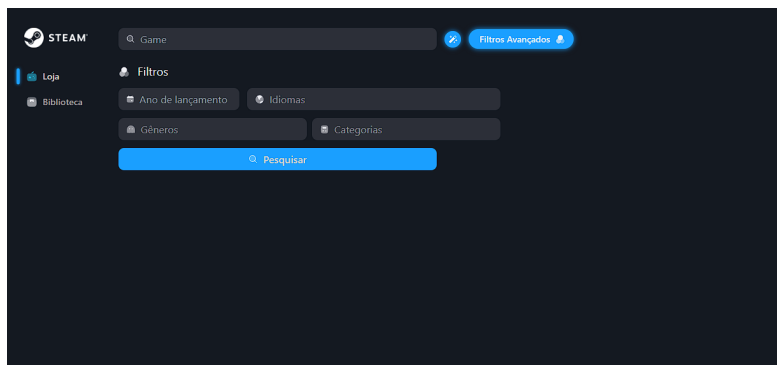 STEAM
Game
Filtros Avançados
Loja
Biblioteca
Filtros
Ano de lançamento
Idiomas
Gêneros
Categorias
Pesquisar